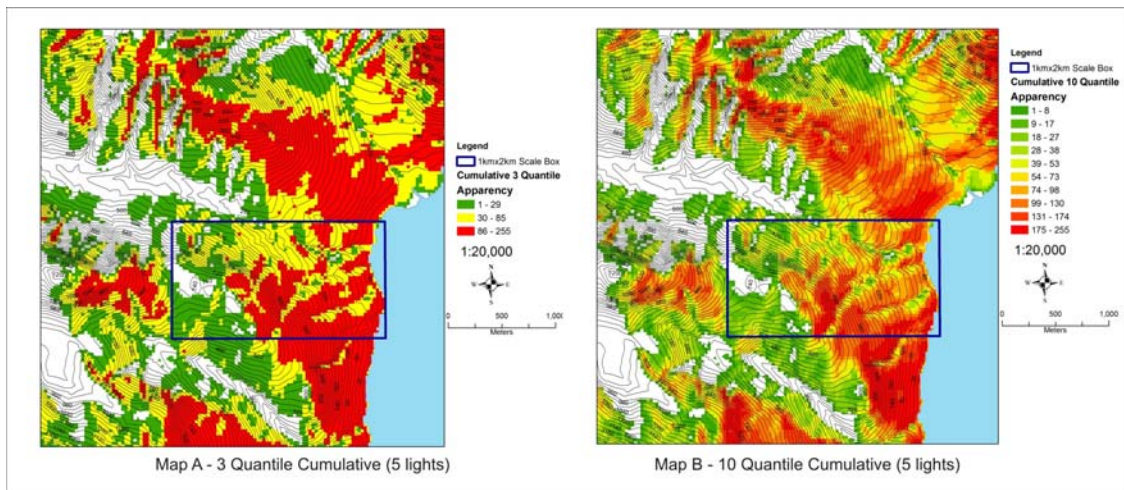 Legend
1kmx2km Scale Box
Cumulative 3 Quantile
Apparency
1 - 29
30 - 85
86 - 255
1:20,000
N
W E
S
0 500 1,000
Meters
Map A - 3 Quantile Cumulative (5 lights)
Legend
1kmx2km Scale Box
Cumulative 10 Quantile
Apparency
1 - 8
9 - 17
18 - 27
28 - 38
39 - 53
54 - 73
74 - 98
99 - 130
131 - 174
175 - 255
1:20,000
N
W E
S
0 500 1,000
Meters
Map B - 10 Quantile Cumulative (5 lights)